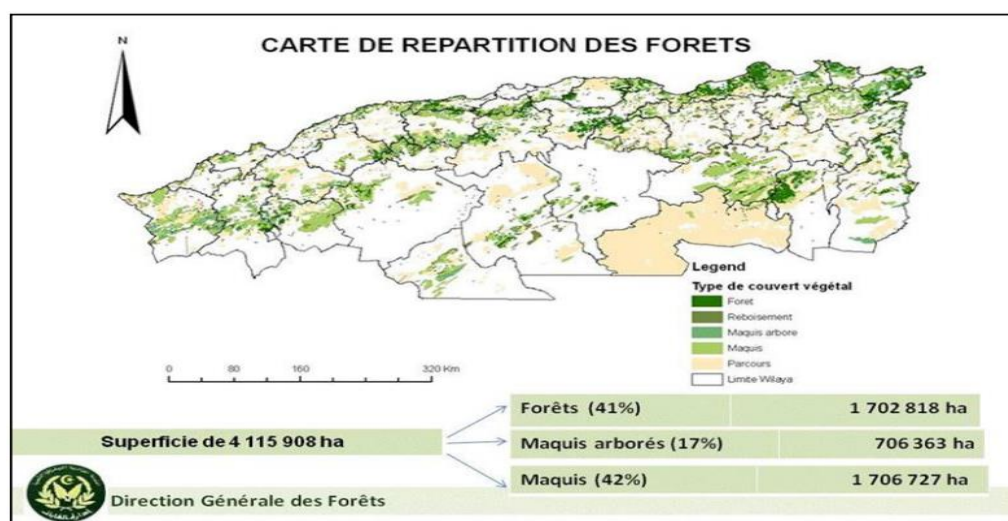 N
CARTE DE REPARTITION DES FORETS
Legend
Type de couvert végétal
Foret
Reboisement
Maquis arbore
Maquis
Parcours
Limite Wilaya
0 80 160 320 Km
Forêts (41%) 1 702 818 ha
Superficie de 4 115 908 ha
Maquis arborés (17%) 706 363 ha
Maquis (42%) 1 706 727 ha
Direction Générale des Forêts